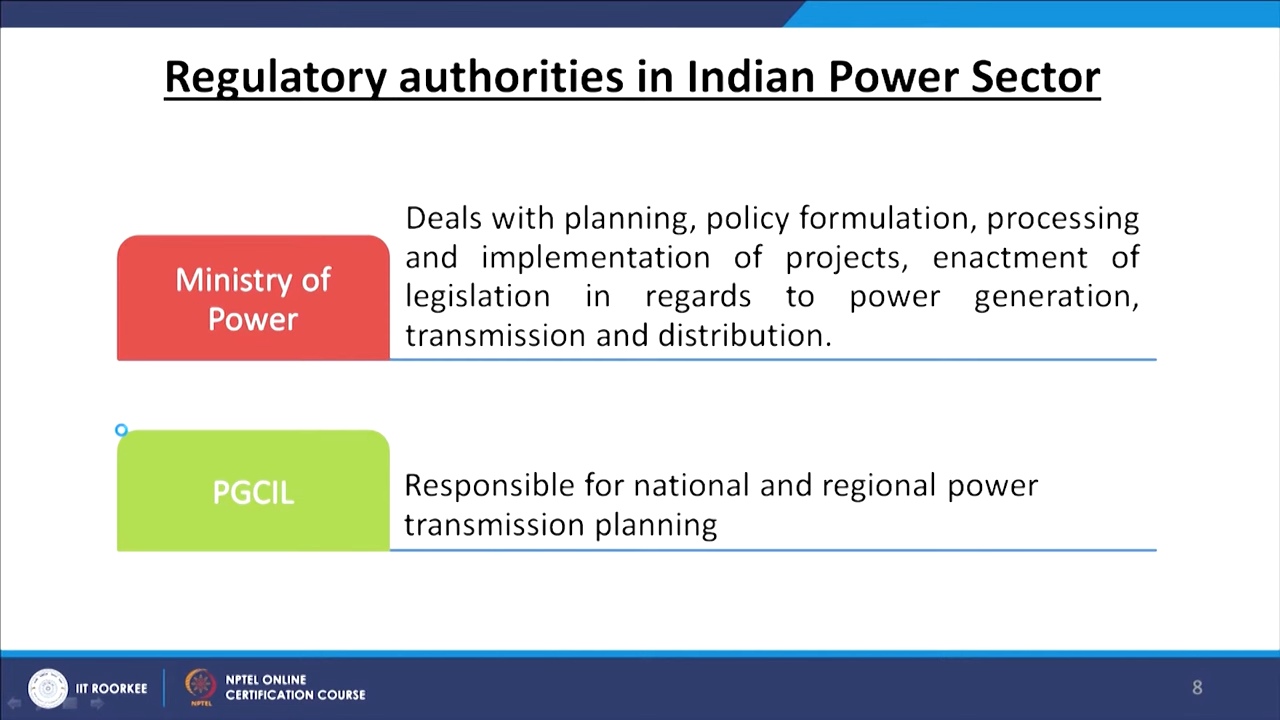 Regulatory authorities in Indian Power Sector
Ministry of
Power
Deals with planning, policy formulation, processing
and implementation of projects, enactment of
legislation in regards to power generation,
transmission and distribution.
PGCIL
Responsible for national and regional power
transmission planning
IIT ROORKEE
NPTEL
NPTEL ONLINE
CERTIFICATION COURSE
8